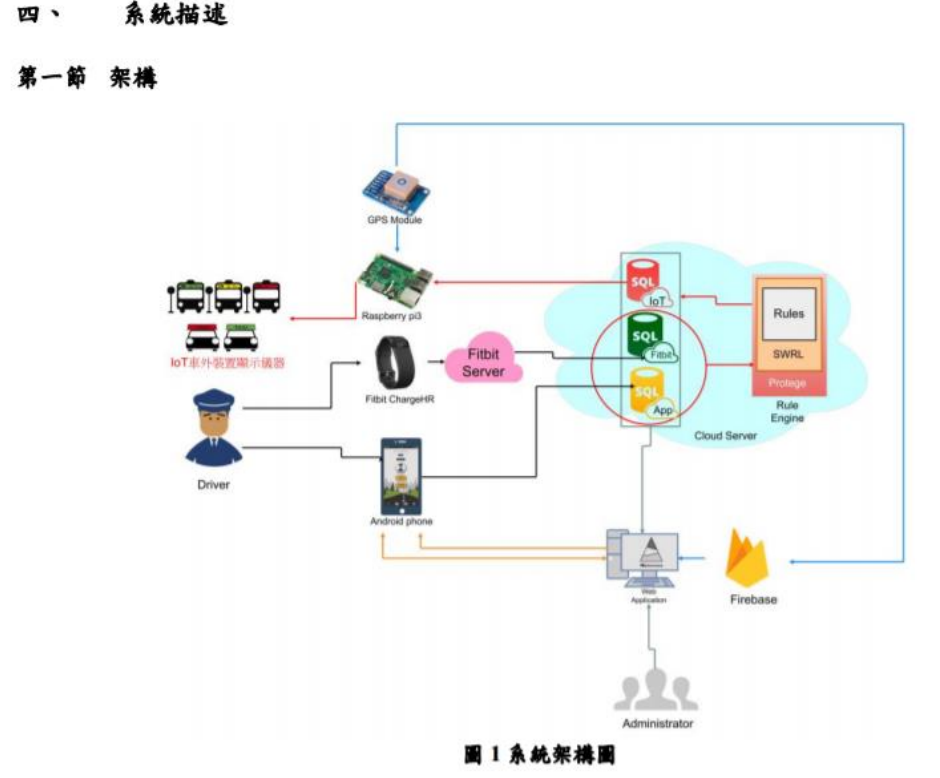 四、 系統描述
第一節 架構
GPS Module
Raspberry pi3
IoT車外裝置顯示儀器
Fitbit ChargeHR
Fitbit
Server
Driver
Android phone
SQL
IoT
SQL
Fitbit
SQL
App
Rules
SWRL
Protege
Rule
Engine
Cloud Server
Web
Application
Firebase
Administrator
圖 1 系統架構圖